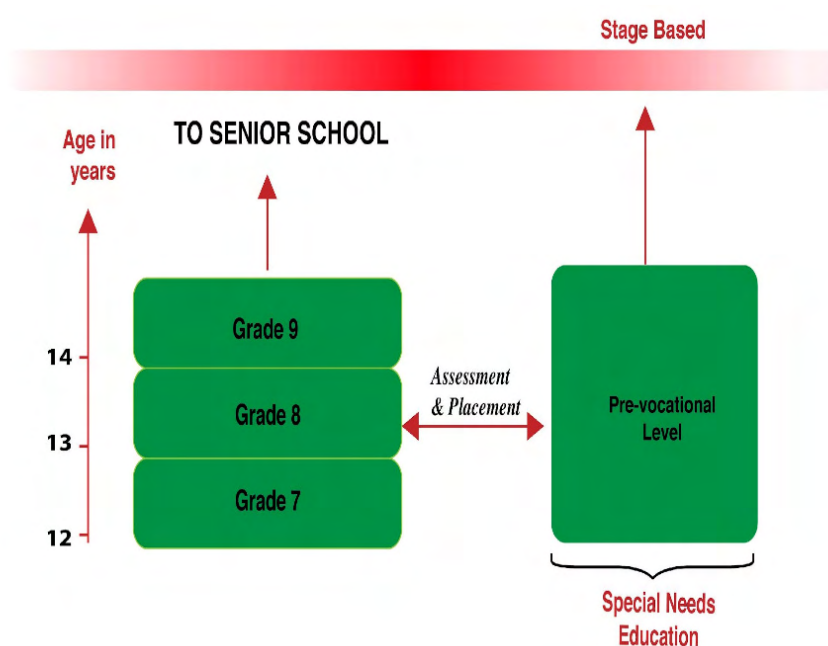 Stage Based
Age in
years
TO SENIOR SCHOOL
Grade 9
14
Assessment
& Placement
Grade 8
Pre-vocational
Level
13
Grade 7
12
Special Needs
Education